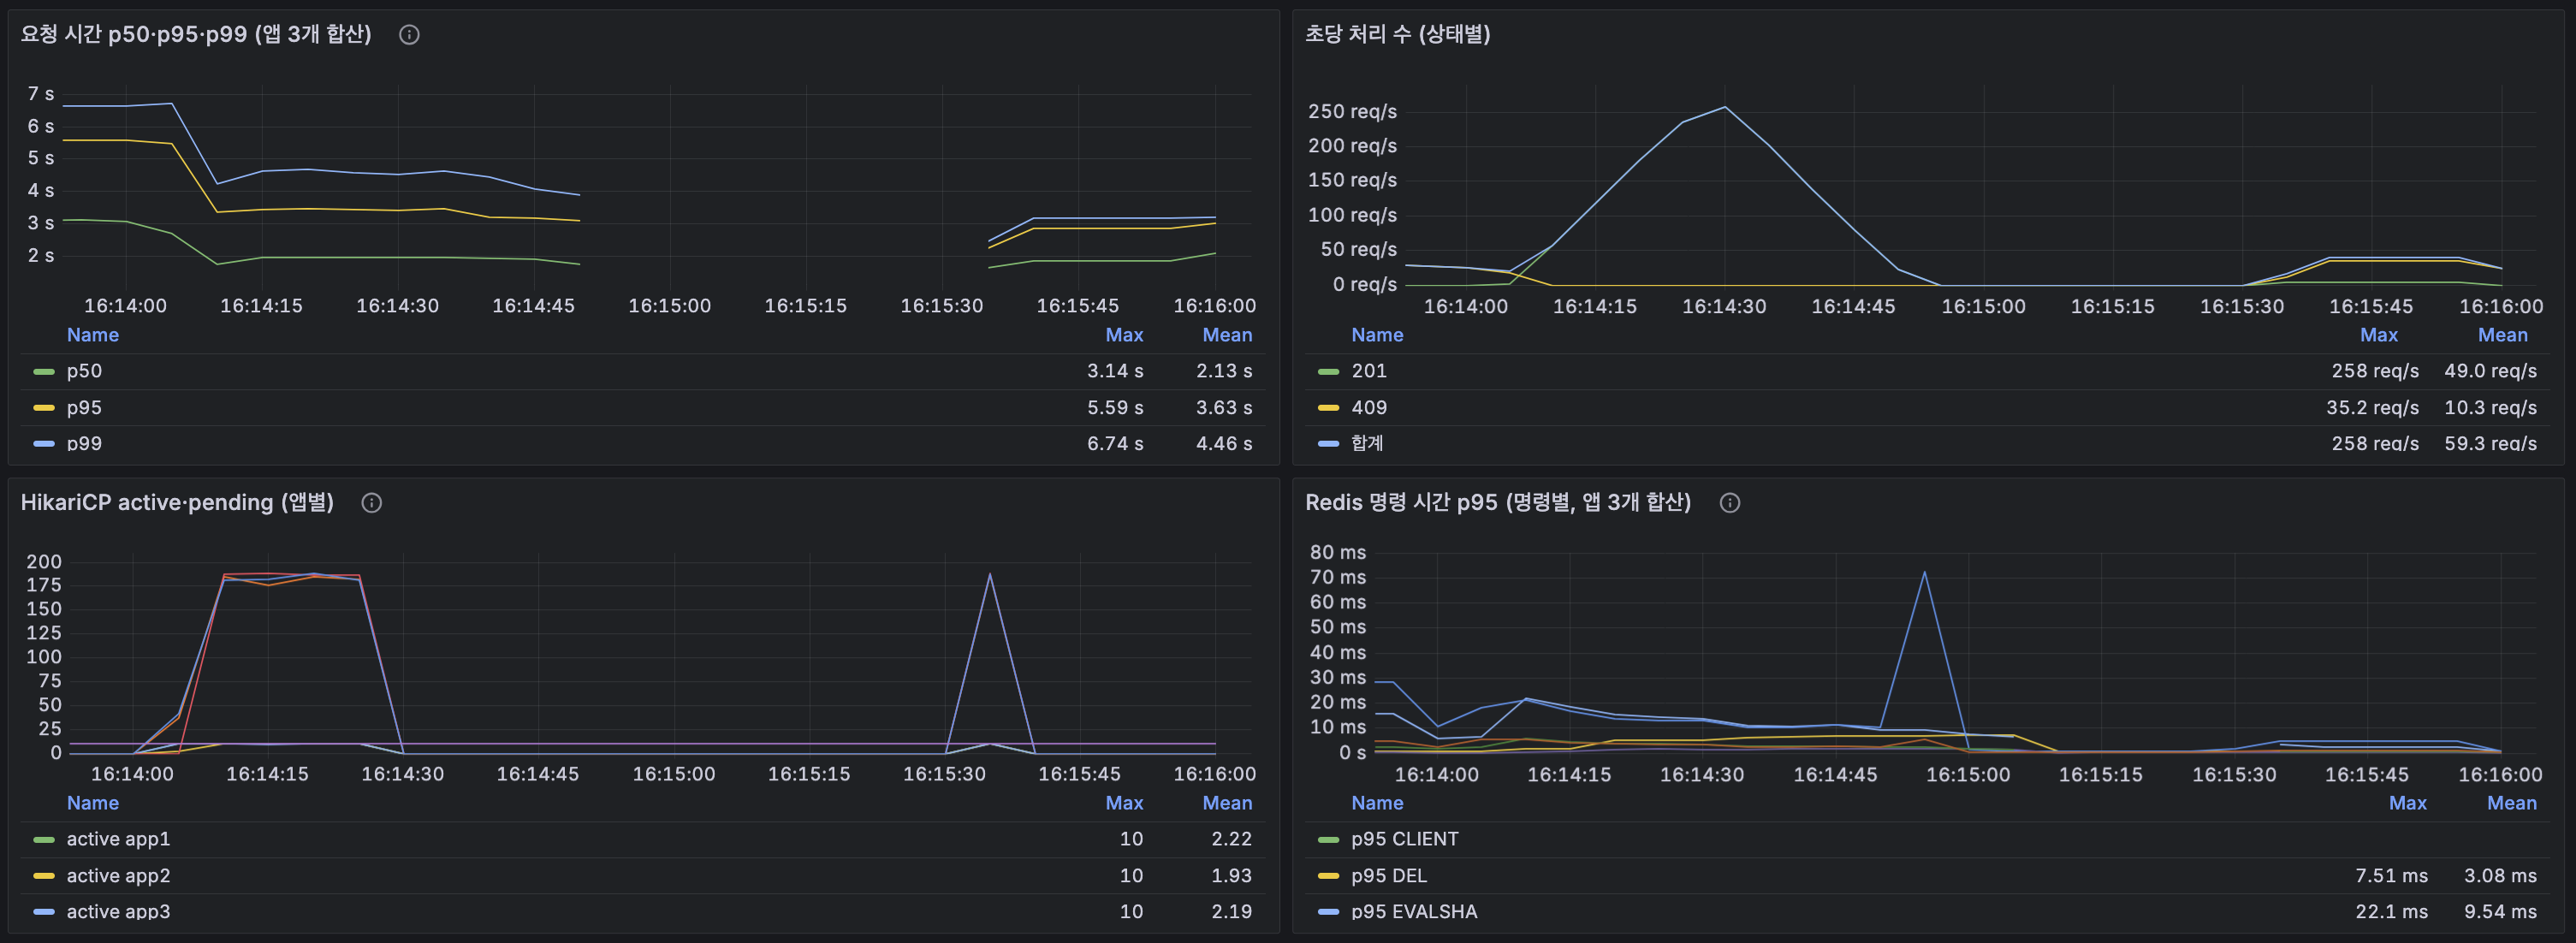 요청 시간 p50·p95·p99 (앱 3개 합산)
7 s
6 s
5 s
4 s
3 s
2 s
16:14:00 16:14:15 16:14:30 16:14:45 16:15:00 16:15:15 16:15:30 16:15:45 16:16:00
Name Max Mean
p50 3.14 s 2.13 s
p95 5.59 s 3.63 s
p99 6.74 s 4.46 s
초당 처리 수 (상태별)
250 req/s
200 req/s
150 req/s
100 req/s
50 req/s
0 req/s
16:14:00 16:14:15 16:14:30 16:14:45 16:15:00 16:15:15 16:15:30 16:15:45 16:16:00
Name Max Mean
201 258 req/s 49.0 req/s
409 35.2 req/s 10.3 req/s
합계 258 req/s 59.3 req/s
HikariCP active·pending (앱별)
200
175
150
125
100
75
50
25
0
16:14:00 16:14:15 16:14:30 16:14:45 16:15:00 16:15:15 16:15:30 16:15:45 16:16:00
Name Max Mean
active app1 10 2.22
active app2 10 1.93
active app3 10 2.19
Redis 명령 시간 p95 (명령별, 앱 3개 합산)
80 ms
70 ms
60 ms
50 ms
40 ms
30 ms
20 ms
10 ms
0 s
16:14:00 16:14:15 16:14:30 16:14:45 16:15:00 16:15:15 16:15:30 16:15:45 16:16:00
Name Max Mean
p95 CLIENT
p95 DEL 7.51 ms 3.08 ms
p95 EVALSHA 22.1 ms 9.54 ms